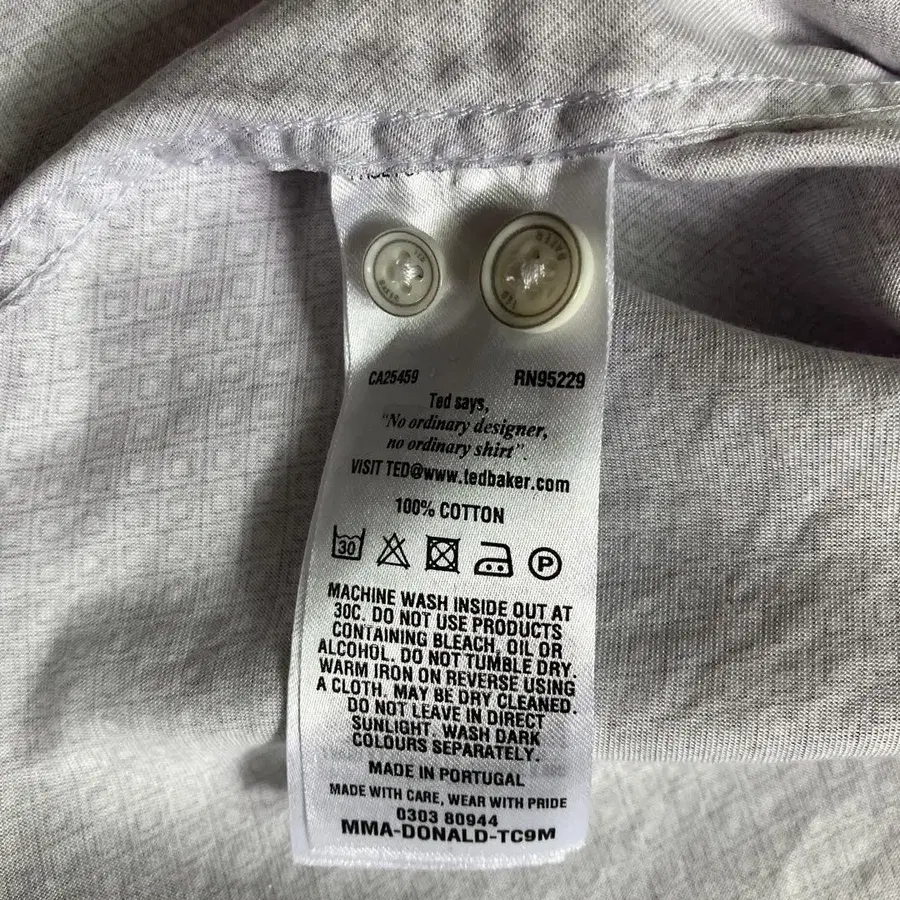 CA25459 RN95229
Ted says,
"No ordinary designer,
no ordinary shirt".
VISIT TED@www.tedbaker.com
100% COTTON
30
P
MACHINE WASH INSIDE OUT AT
30C. DO NOT USE PRODUCTS
CONTAINING BLEACH, OIL OR
ALCOHOL. DO NOT TUMBLE DRY.
WARM IRON ON REVERSE USING
A CLOTH, MAY BE DRY CLEANED.
DO NOT LEAVE IN DIRECT
SUNLIGHT, WASH DARK
COLOURS SEPARATELY.
MADE IN PORTUGAL
MADE WITH CARE, WEAR WITH PRIDE
0303 80944
MMA-DONALD-TC9M